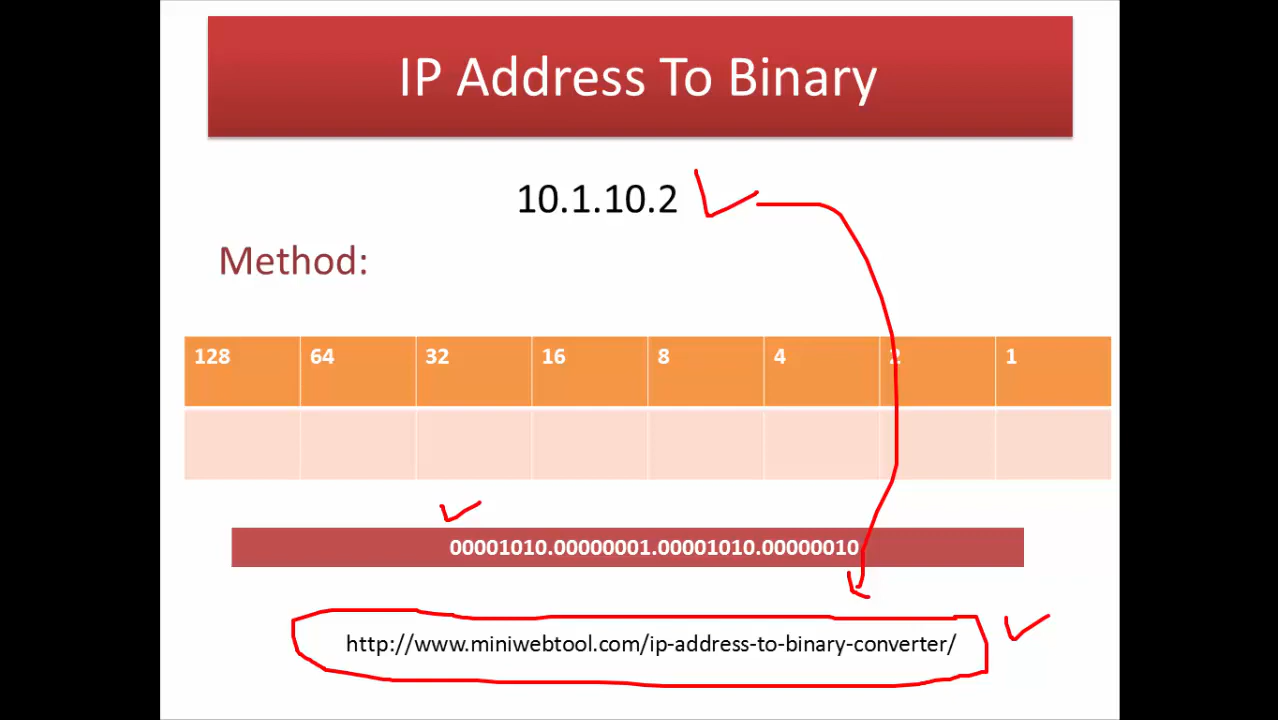 IP Address To Binary
10.1.10.2
Method:
128 64 32 16 8 4 2 1
00001010.00000001.00001010.00000010
http://www.miniwebtool.com/ip-address-to-binary-converter/